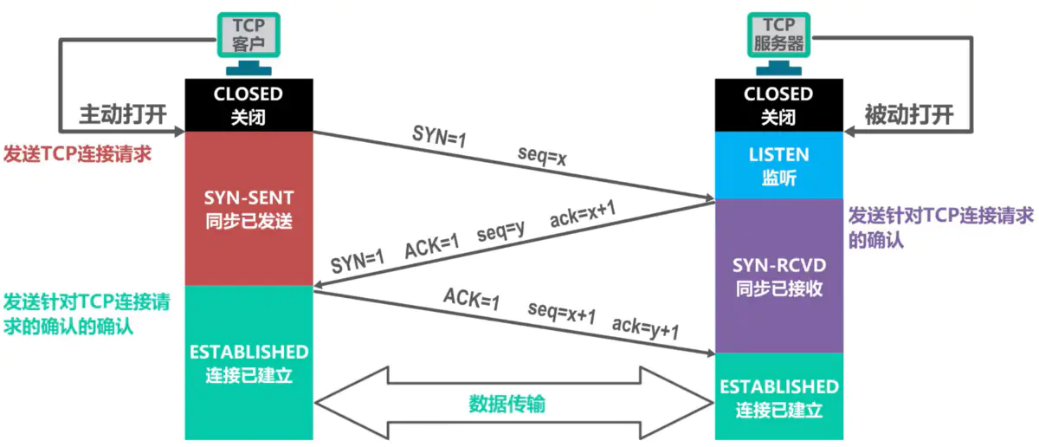 TCP
客户
TCP
服务器
CLOSED
关闭
CLOSED
关闭
主动打开
被动打开
发送TCP连接请求
SYN=1 seq=x
LISTEN
监听
SYN-SENT
同步已发送
SYN=1 ACK=1 seq=y ack=x+1
发送针对TCP连接请求
的确认
SYN-RCVD
同步已接收
发送针对TCP连接请
求的确认的确认
ACK=1 seq=x+1 ack=y+1
ESTABLISHED
连接已建立
数据传输
ESTABLISHED
连接已建立